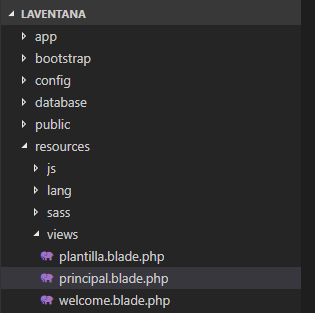 LAVENTANA
app
bootstrap
config
database
public
resources
js
lang
sass
views
plantilla.blade.php
principal.blade.php
welcome.blade.php